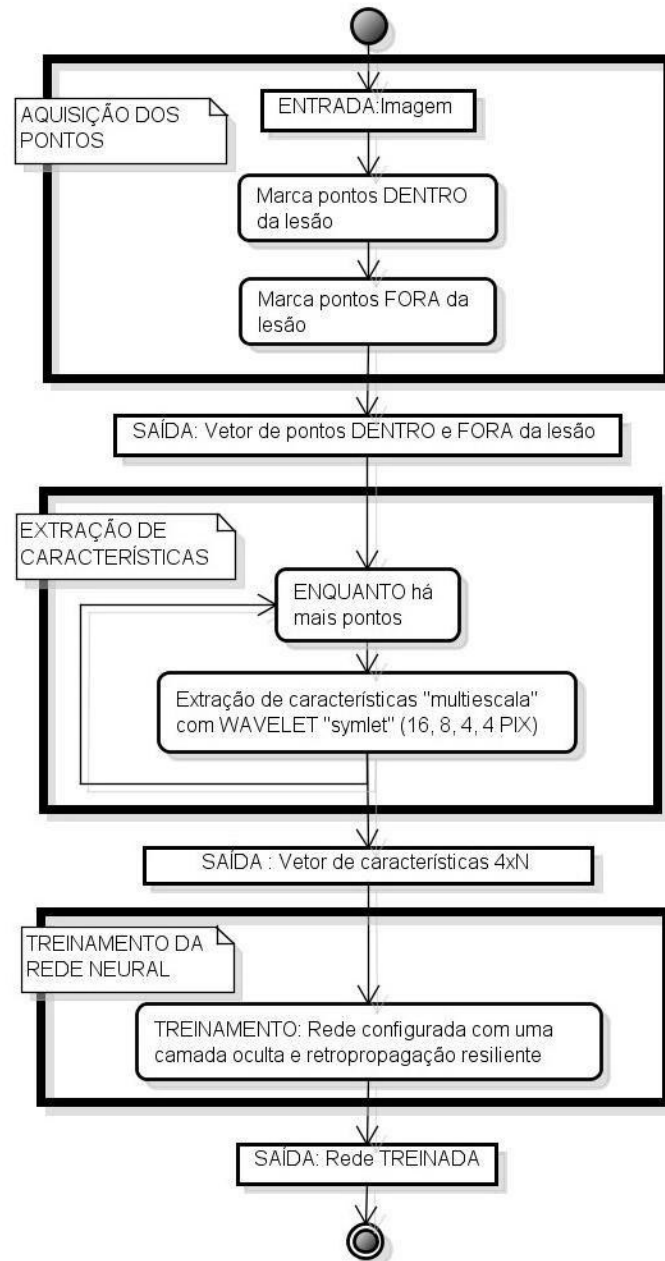 AQUISIÇÃO DOS
PONTOS
ENTRADA:Imagem
Marca pontos DENTRO
da lesão
Marca pontos FORA da
lesão
SAÍDA: Vetor de pontos DENTRO e FORA da lesão
EXTRAÇÃO DE
CARACTERÍSTICAS
ENQUANTO há
mais pontos
Extração de características "multiescala"
com WAVELET "symlet" (16, 8, 4, 4 PIX)
SAÍDA : Vetor de características 4xN
TREINAMENTO DA
REDE NEURAL
TREINAMENTO: Rede configurada com uma
camada oculta e retropropagação resiliente
SAÍDA: Rede TREINADA